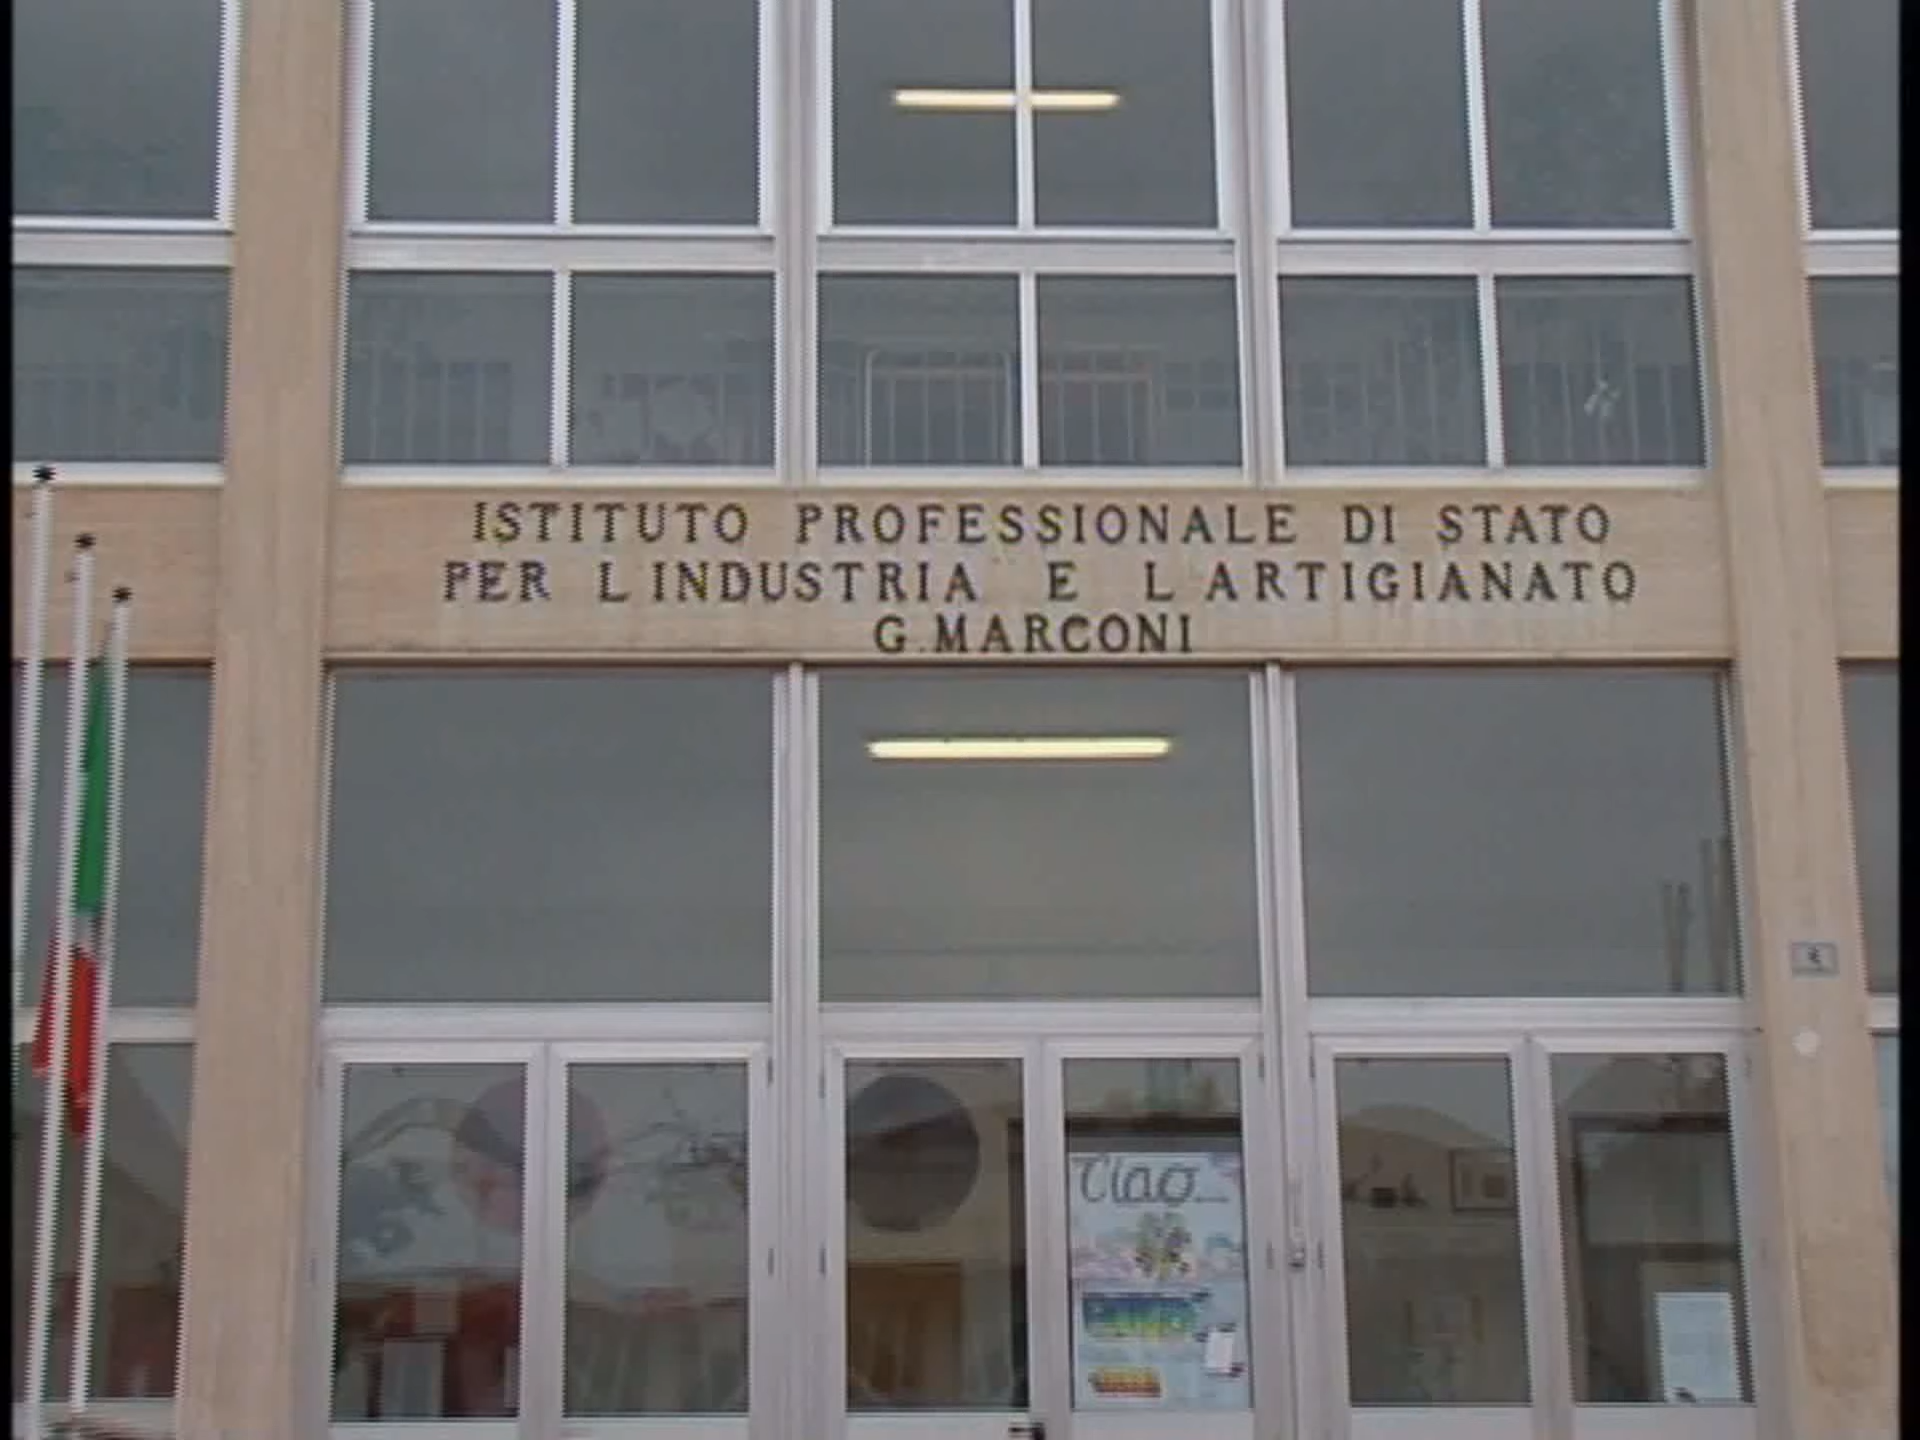 ISTITUTO PROFESSIONALE DI STATO
PER L'INDUSTRIA E L ARTIGIANATO
G. MARCONI
Ciao...